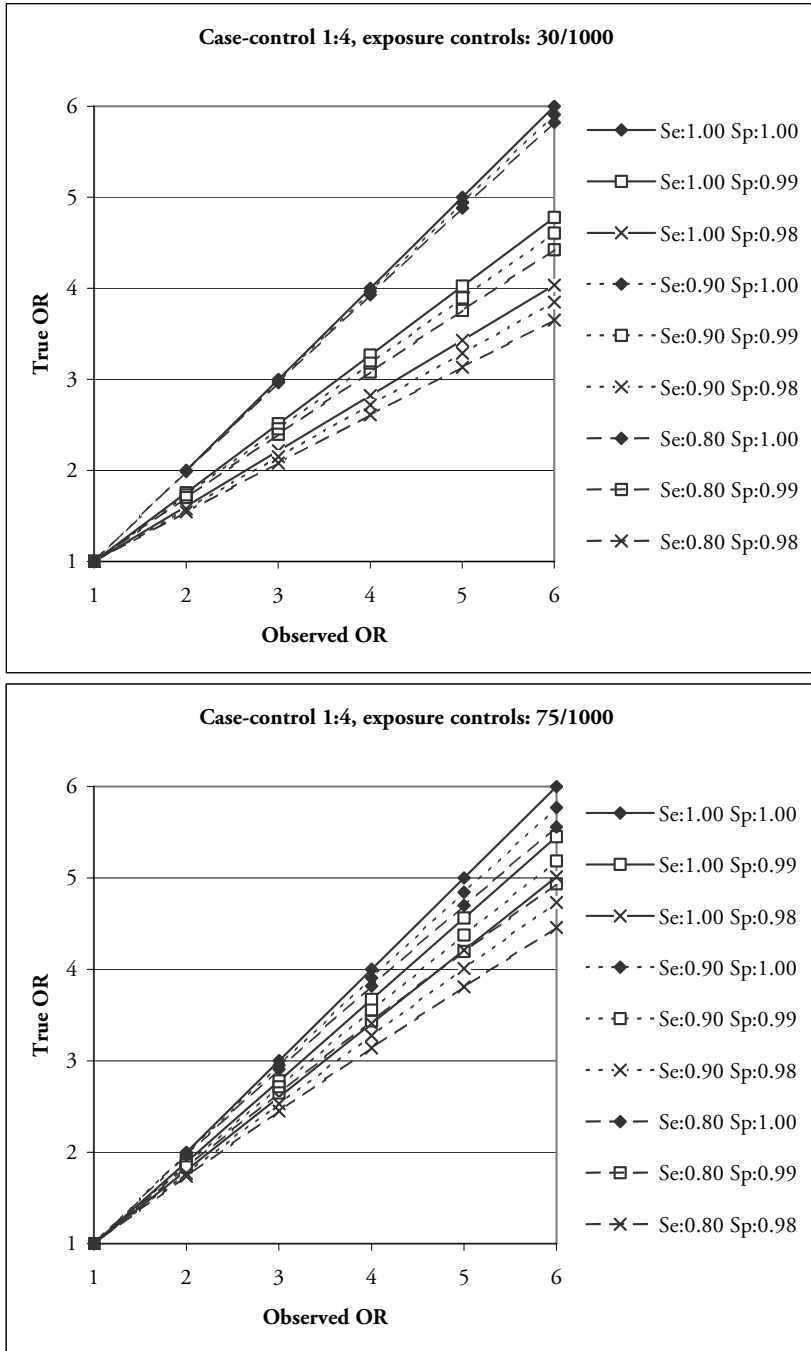 Case-control 1:4, exposure controls: 30/1000
6
5
4
3
2
1
True OR
1 2 3 4 5 6
Observed OR
Se:1.00 Sp:1.00
Se:1.00 Sp:0.99
Se:1.00 Sp:0.98
Se:0.90 Sp:1.00
Se:0.90 Sp:0.99
Se:0.90 Sp:0.98
Se:0.80 Sp:1.00
Se:0.80 Sp:0.99
Se:0.80 Sp:0.98
Case-control 1:4, exposure controls: 75/1000
6
5
4
3
2
1
True OR
1 2 3 4 5 6
Observed OR
Se:1.00 Sp:1.00
Se:1.00 Sp:0.99
Se:1.00 Sp:0.98
Se:0.90 Sp:1.00
Se:0.90 Sp:0.99
Se:0.90 Sp:0.98
Se:0.80 Sp:1.00
Se:0.80 Sp:0.99
Se:0.80 Sp:0.98